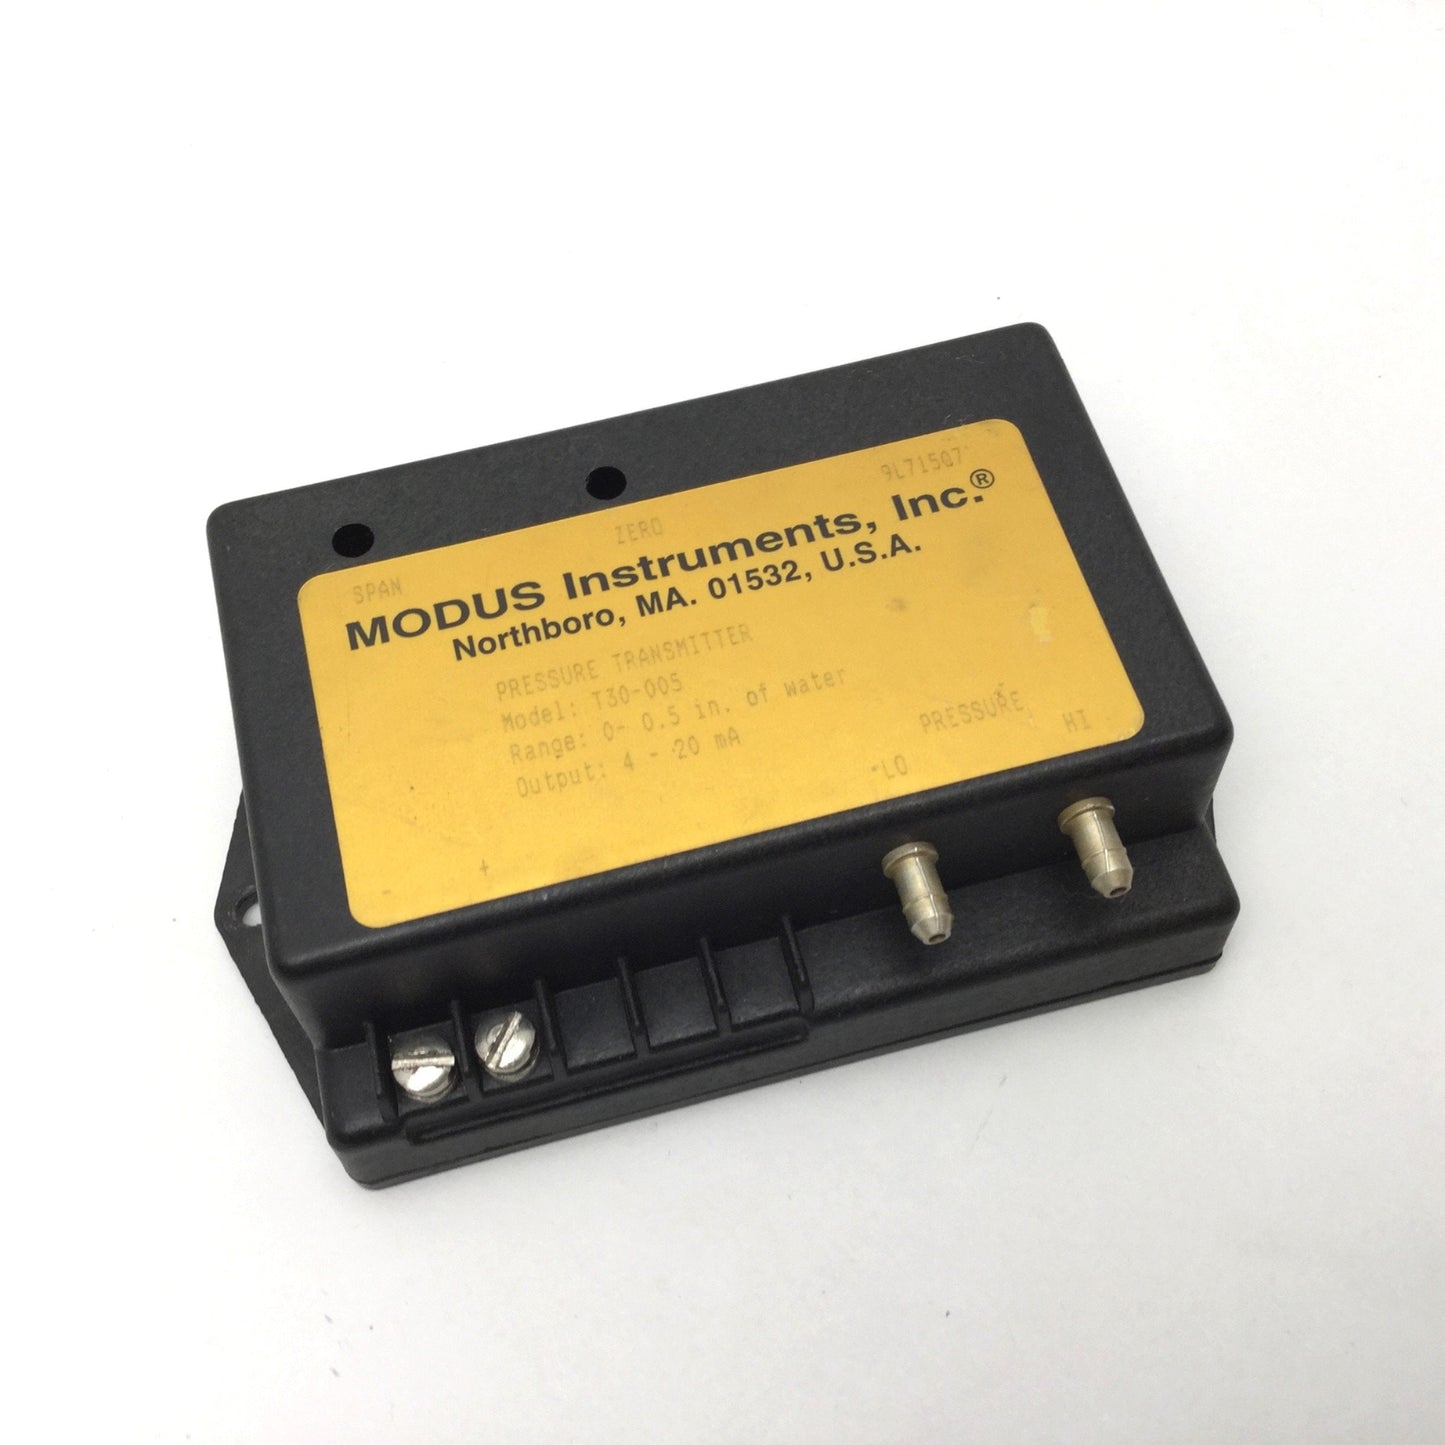 9L71507
ZERO
SPAN
MODUS Instruments, Inc.®
Northboro, MA. 01532, U.S.A.
PRESSURE TRANSMITTER
Model: T30-005
Range: 0- 0.5 in. of water
Output: 4 - 20 mA
PRESSURE
LO HI
- +